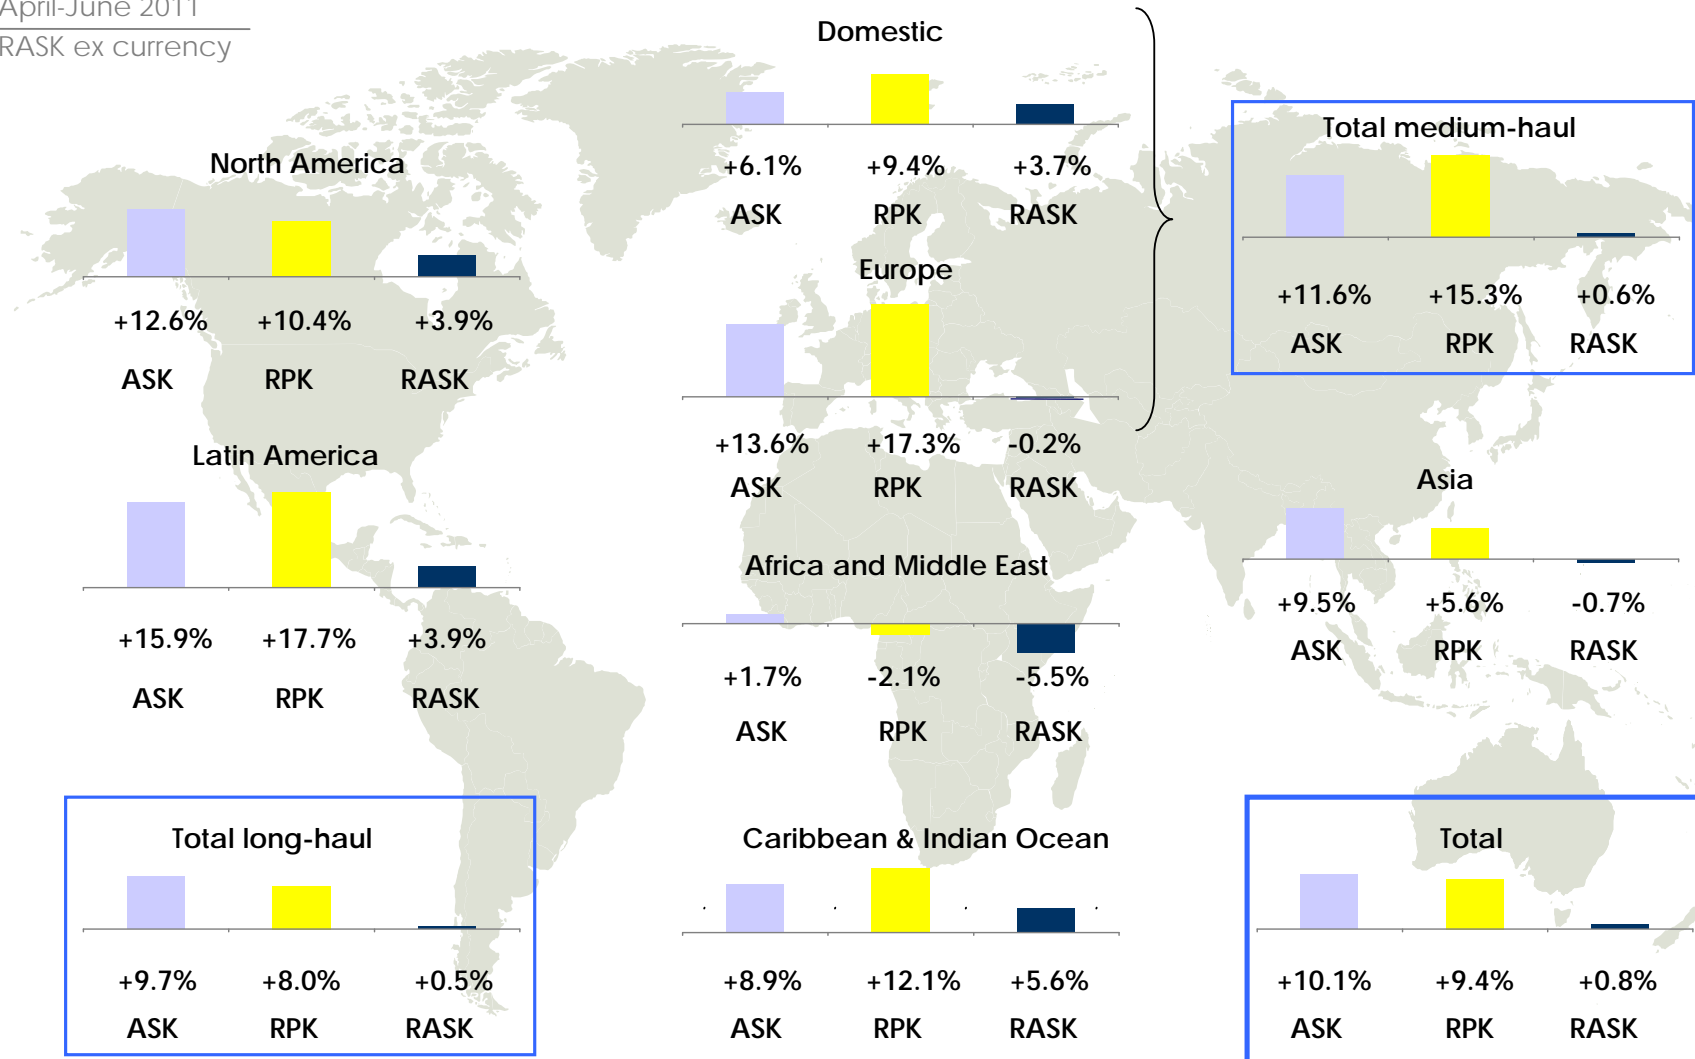 April-June 2011
RASK ex currency
Domestic
+6.1% +9.4% +3.7%
ASK RPK RASK
North America
+12.6% +10.4% +3.9%
ASK RPK RASK
Europe
+13.6% +17.3% -0.2%
ASK RPK RASK
Total medium-haul
+11.6% +15.3% +0.6%
ASK RPK RASK
Latin America
+15.9% +17.7% +3.9%
ASK RPK RASK
Africa and Middle East
+1.7% -2.1% -5.5%
ASK RPK RASK
Asia
+9.5% +5.6% -0.7%
ASK RPK RASK
Total long-haul
+9.7% +8.0% +0.5%
ASK RPK RASK
Caribbean & Indian Ocean
+8.9% +12.1% +5.6%
ASK RPK RASK
Total
+10.1% +9.4% +0.8%
ASK RPK RASK